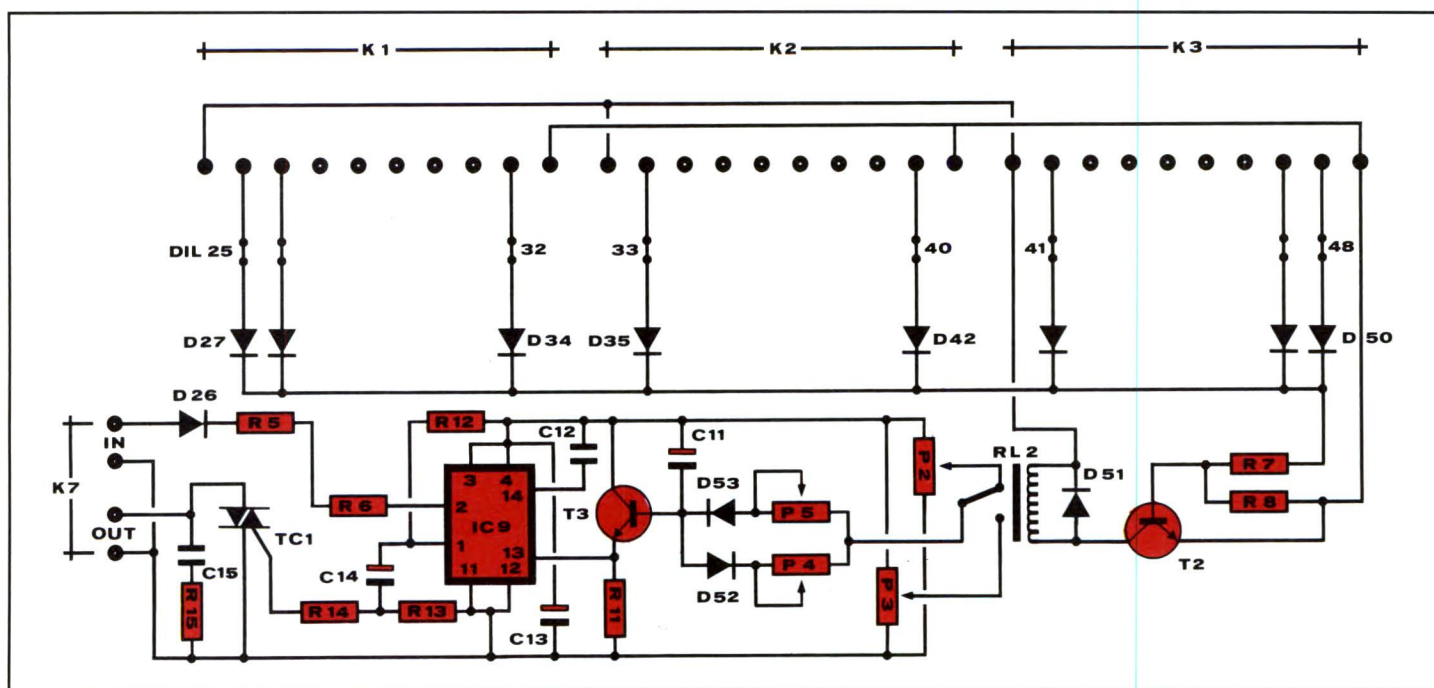 K1 K2 K3
DIL 25 32 33 40 41 48
D27 D34 D35 D42 D50
D26
IN
K7
OUT
R5
R12
C12
C11
P2
RL2
D51
R7
R8
T2
R6
3 4
14
2
IC9
1
13
11 12
T3
D53
P5
P4
D52
P3
TC1
C15
R15
C14
R14
R13
C13
R11